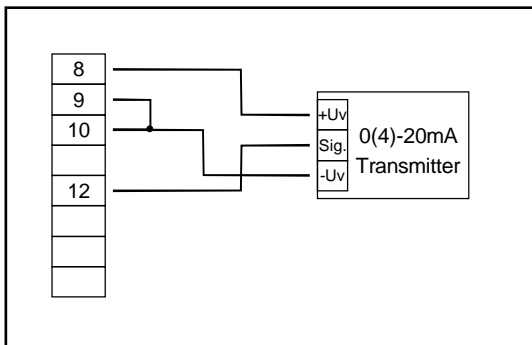 8
9
10
12
+Uv
Sig.
-Uv
0(4)-20mA
Transmitter